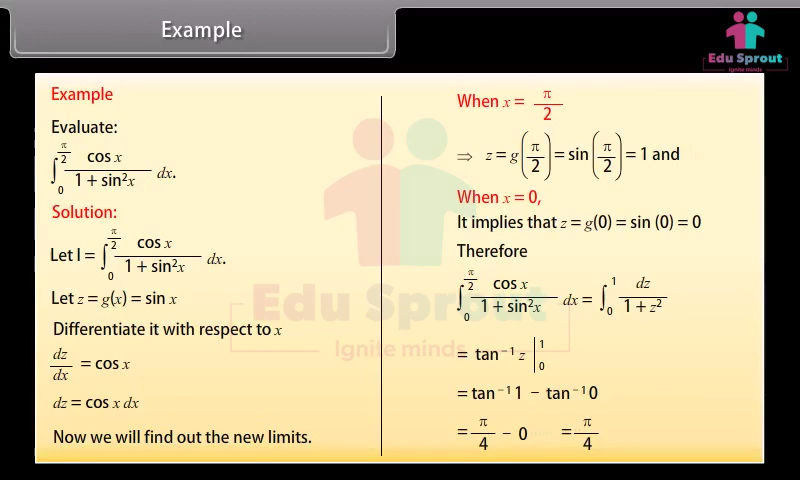 Example
Edu Sprout
Ignite minds
Example
Evaluate:
∫₀^(π/2) cos x / (1 + sin²x) dx.
Solution:
Let I = ∫₀^(π/2) cos x / (1 + sin²x) dx.
Let z = g(x) = sin x
Differentiate it with respect to x
dz/dx = cos x
dz = cos x dx
Now we will find out the new limits.
When x = π/2
⇒ z = g(π/2) = sin(π/2) = 1 and
When x = 0,
It implies that z = g(0) = sin (0) = 0
Therefore
∫₀^(π/2) cos x / (1 + sin²x) dx = ∫₀¹ dz / (1 + z²)
= tan⁻¹ z |₀¹
= tan⁻¹1 − tan⁻¹0
= π/4 − 0 = π/4
Edu Sprout
Ignite minds